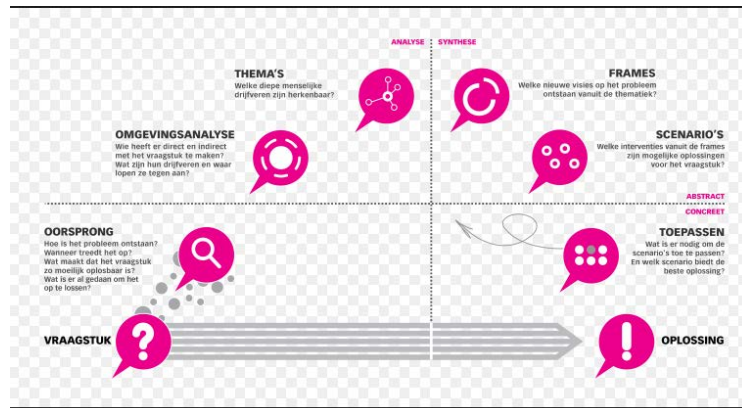 ANALYSE
SYNTHESE
THEMA'S
Welke diepe menselijke
drijfveren zijn herkenbaar?
FRAMES
Welke nieuwe visies op het probleem
ontstaan vanuit de thematiek?
OMGEVINGSANALYSE
Wie heeft er direct en indirect
met het vraagstuk te maken?
Wat zijn hun drijfveren en waar
lopen ze tegen aan?
SCENARIO'S
Welke interventies vanuit de frames
zijn mogelijke oplossingen
voor het vraagstuk?
ABSTRACT
CONCREET
OORSPRONG
Hoe is het probleem ontstaan?
Wanneer treedt het op?
Wat maakt dat het vraagstuk
zo moeilijk oplosbaar is?
Wat is er al gedaan om het
op te lossen?
TOEPASSEN
Wat is er nodig om de
scenario's toe te passen?
En welk scenario biedt de
beste oplossing?
VRAAGSTUK
?
!
OPLOSSING